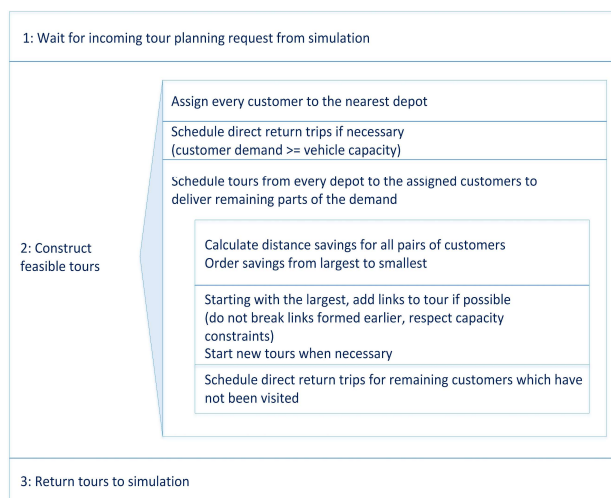 1: Wait for incoming tour planning request from simulation
Assign every customer to the nearest depot
Schedule direct return trips if necessary
(customer demand >= vehicle capacity)
Schedule tours from every depot to the assigned customers to
deliver remaining parts of the demand
2: Construct
feasible tours
Calculate distance savings for all pairs of customers
Order savings from largest to smallest
Starting with the largest, add links to tour if possible
(do not break links formed earlier, respect capacity
constraints)
Start new tours when necessary
Schedule direct return trips for remaining customers which have
not been visited
3: Return tours to simulation